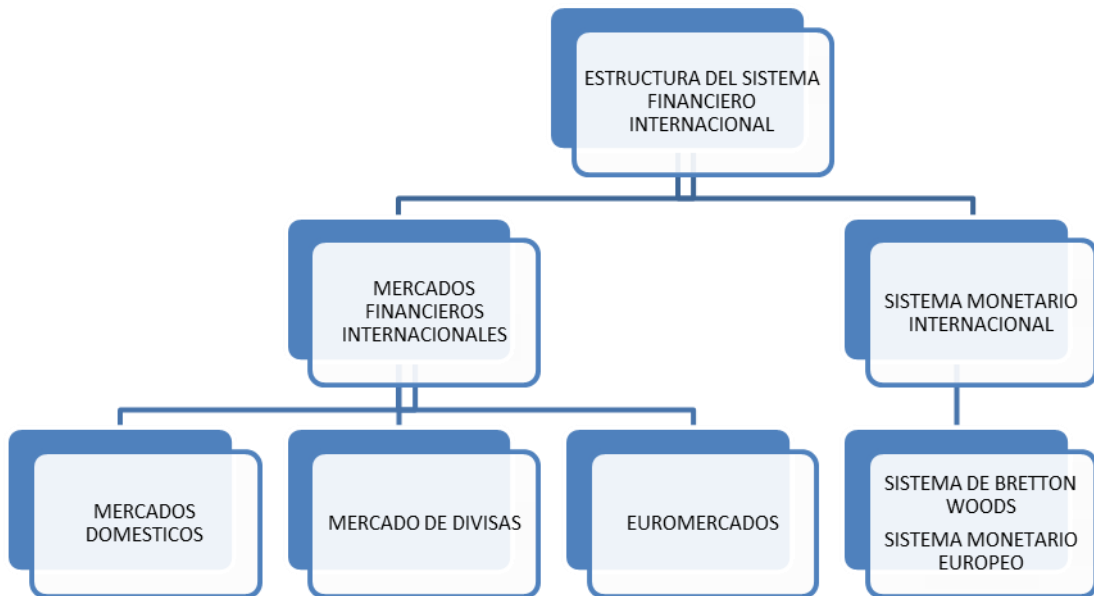 ESTRUCTURA DEL SISTEMA
FINANCIERO
INTERNACIONAL
MERCADOS
FINANCIEROS
INTERNACIONALES
SISTEMA MONETARIO
INTERNACIONAL
MERCADOS
DOMESTICOS
MERCADO DE DIVISAS
EUROMERCADOS
SISTEMA DE BRETTON
WOODS
SISTEMA MONETARIO
EUROPEO